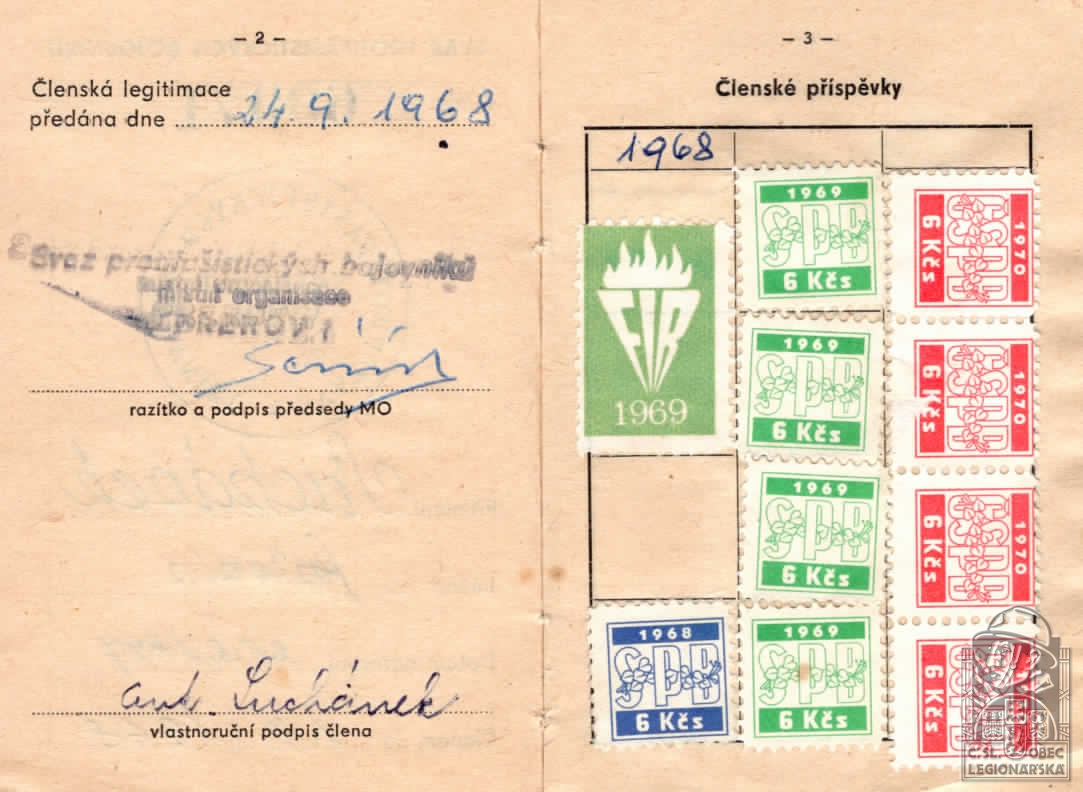 – 2 –
Členská legitimace
předána dne 24. 9. 1968
Svaz protifašistických bojovníků
místní organisace
PŘEROV I
razítko a podpis předsedy MO
Ant. Suchánek
vlastnoruční podpis člena
– 3 –
Členské příspěvky
1968
FIR
1969
1968
SPB
6 Kčs
1969
SPB
6 Kčs
1969
SPB
6 Kčs
1969
SPB
6 Kčs
1969
SPB
6 Kčs
1970
ČSPB
6 Kčs
1970
ČSPB
6 Kčs
1970
ČSPB
6 Kčs
6 Kčs
Č.SL. OBEC
LEGIONÁŘSKÁ